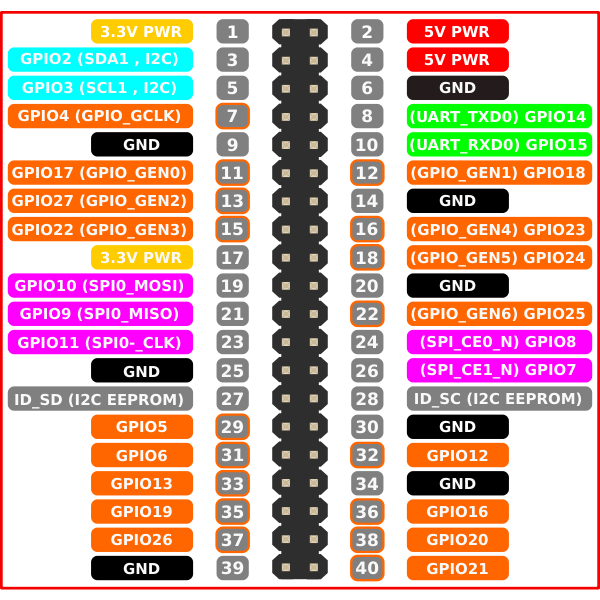 3.3V PWR 1 2 5V PWR
GPIO2 (SDA1 , I2C) 3 4 5V PWR
GPIO3 (SCL1 , I2C) 5 6 GND
GPIO4 (GPIO_GCLK) 7 8 (UART_TXD0) GPIO14
GND 9 10 (UART_RXD0) GPIO15
GPIO17 (GPIO_GEN0) 11 12 (GPIO_GEN1) GPIO18
GPIO27 (GPIO_GEN2) 13 14 GND
GPIO22 (GPIO_GEN3) 15 16 (GPIO_GEN4) GPIO23
3.3V PWR 17 18 (GPIO_GEN5) GPIO24
GPIO10 (SPI0_MOSI) 19 20 GND
GPIO9 (SPI0_MISO) 21 22 (GPIO_GEN6) GPIO25
GPIO11 (SPI0-_CLK) 23 24 (SPI_CE0_N) GPIO8
GND 25 26 (SPI_CE1_N) GPIO7
ID_SD (I2C EEPROM) 27 28 ID_SC (I2C EEPROM)
GPIO5 29 30 GND
GPIO6 31 32 GPIO12
GPIO13 33 34 GND
GPIO19 35 36 GPIO16
GPIO26 37 38 GPIO20
GND 39 40 GPIO21